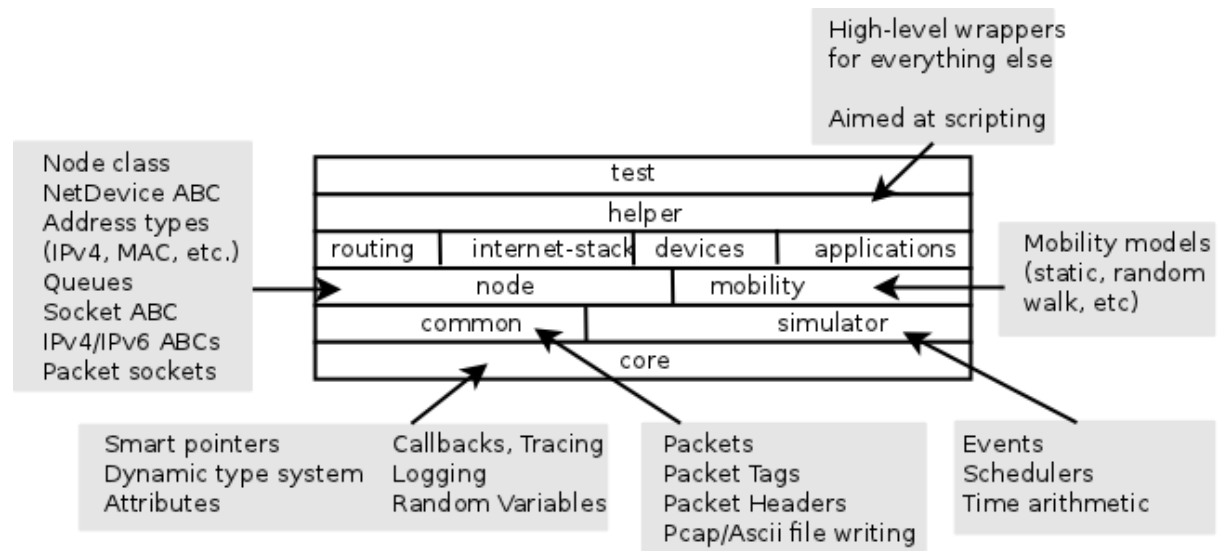 High-level wrappers
for everything else
Aimed at scripting
Node class
NetDevice ABC
Address types
(IPv4, MAC, etc.)
Queues
Socket ABC
IPv4/IPv6 ABCs
Packet sockets
test
helper
routing internet-stack devices applications
node mobility
common simulator
core
Mobility models
(static, random
walk, etc)
Smart pointers Callbacks, Tracing
Dynamic type system Logging
Attributes Random Variables
Packets
Packet Tags
Packet Headers
Pcap/Ascii file writing
Events
Schedulers
Time arithmetic